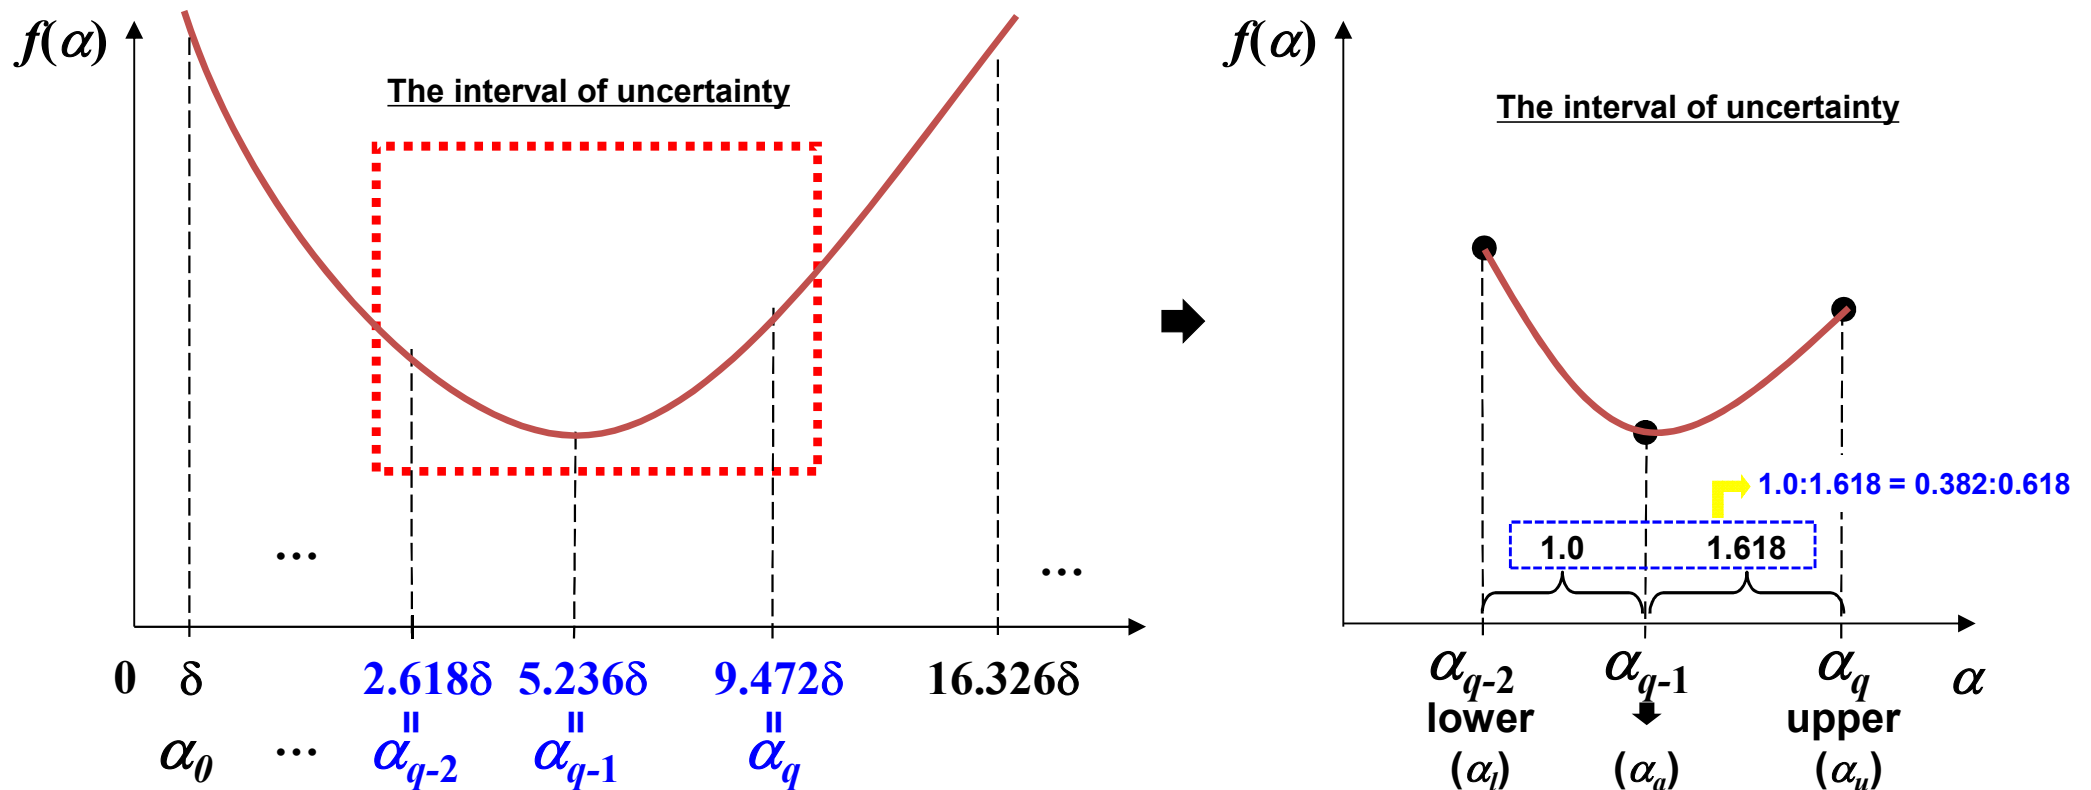 f(α)
The interval of uncertainty
...
...
0 δ 2.618δ 5.236δ 9.472δ 16.326δ
= = =
α0 ... αq-2 αq-1 αq
f(α)
The interval of uncertainty
1.0:1.618 = 0.382:0.618
1.0 1.618
αq-2 αq-1 αq α
lower upper
(αl) (αa) (αu)